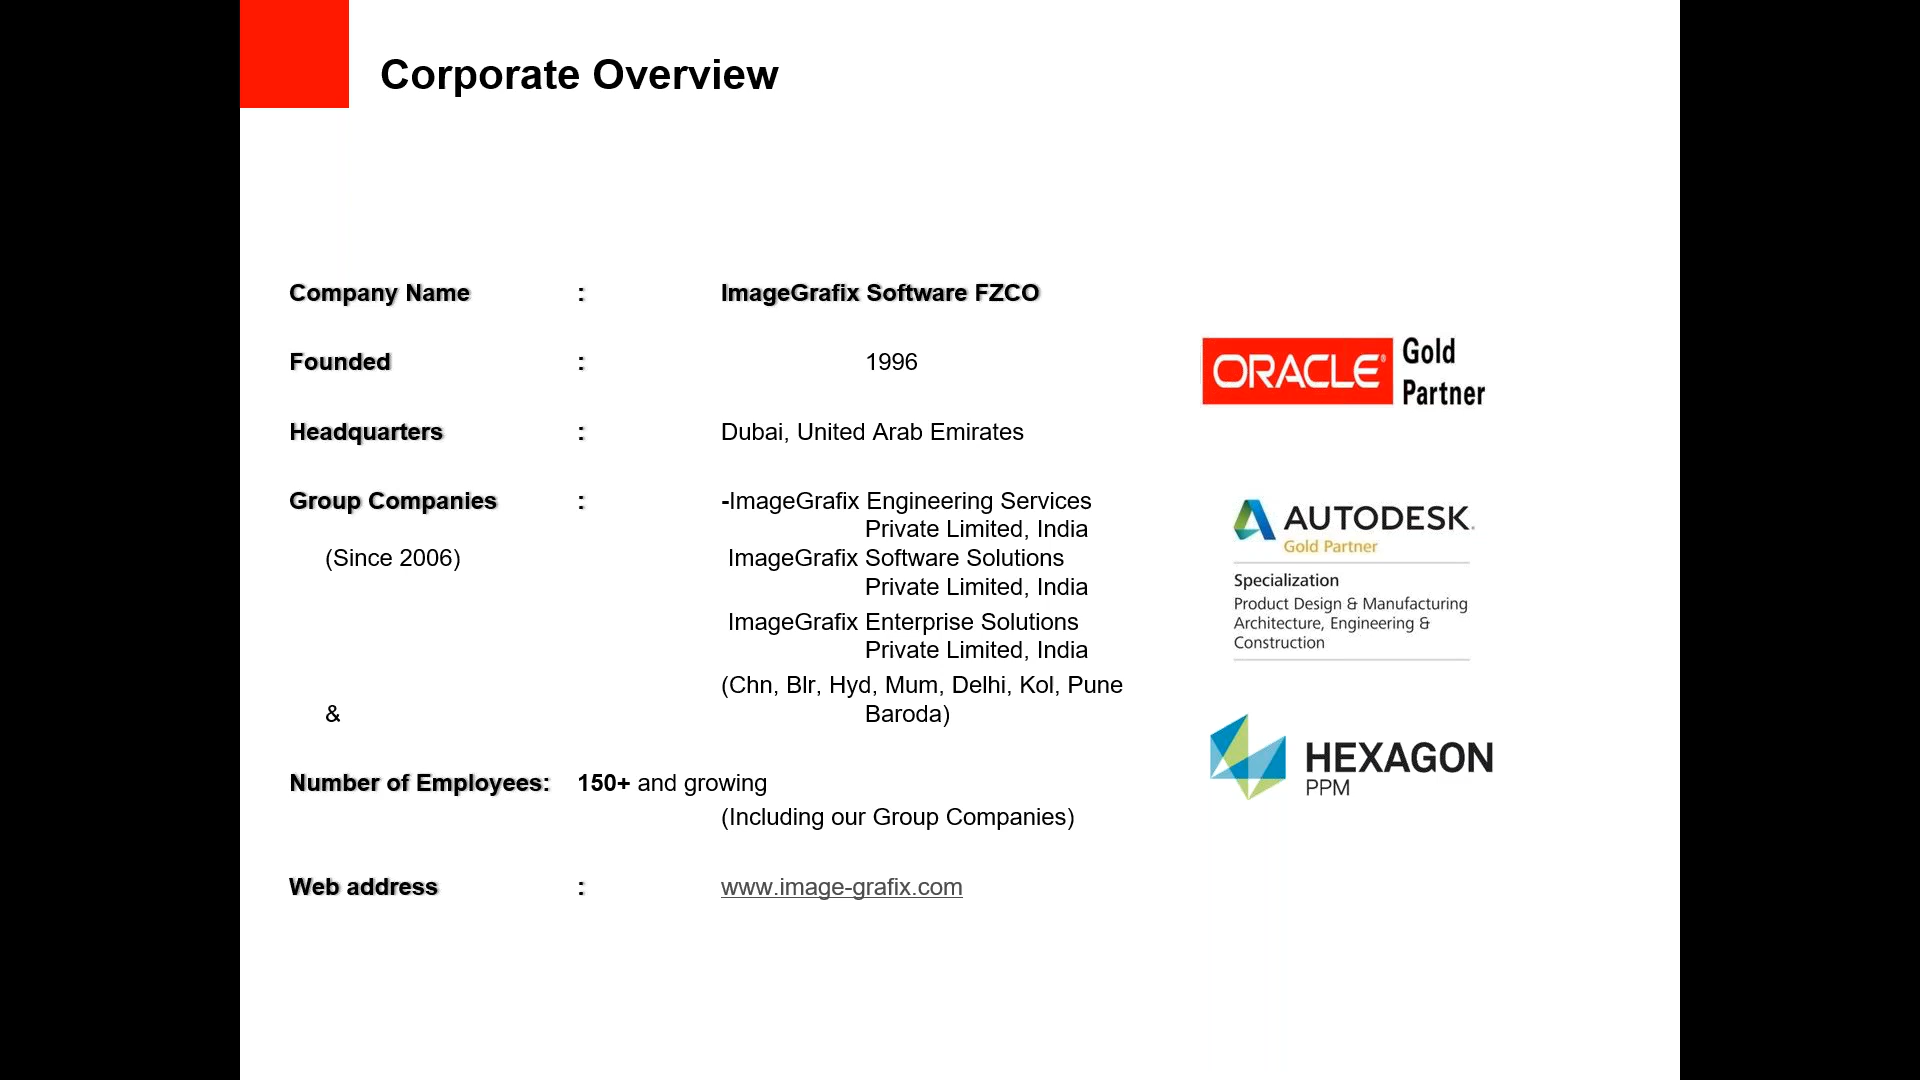 Corporate Overview
Company Name : ImageGrafix Software FZCO
Founded : 1996
Headquarters : Dubai, United Arab Emirates
Group Companies : -ImageGrafix Engineering Services
Private Limited, India
(Since 2006) ImageGrafix Software Solutions
Private Limited, India
ImageGrafix Enterprise Solutions
Private Limited, India
(Chn, Blr, Hyd, Mum, Delhi, Kol, Pune
& Baroda)
Number of Employees: 150+ and growing
(Including our Group Companies)
Web address : www.image-grafix.com
ORACLE® Gold
Partner
AUTODESK.
Gold Partner
Specialization
Product Design & Manufacturing
Architecture, Engineering &
Construction
HEXAGON
PPM